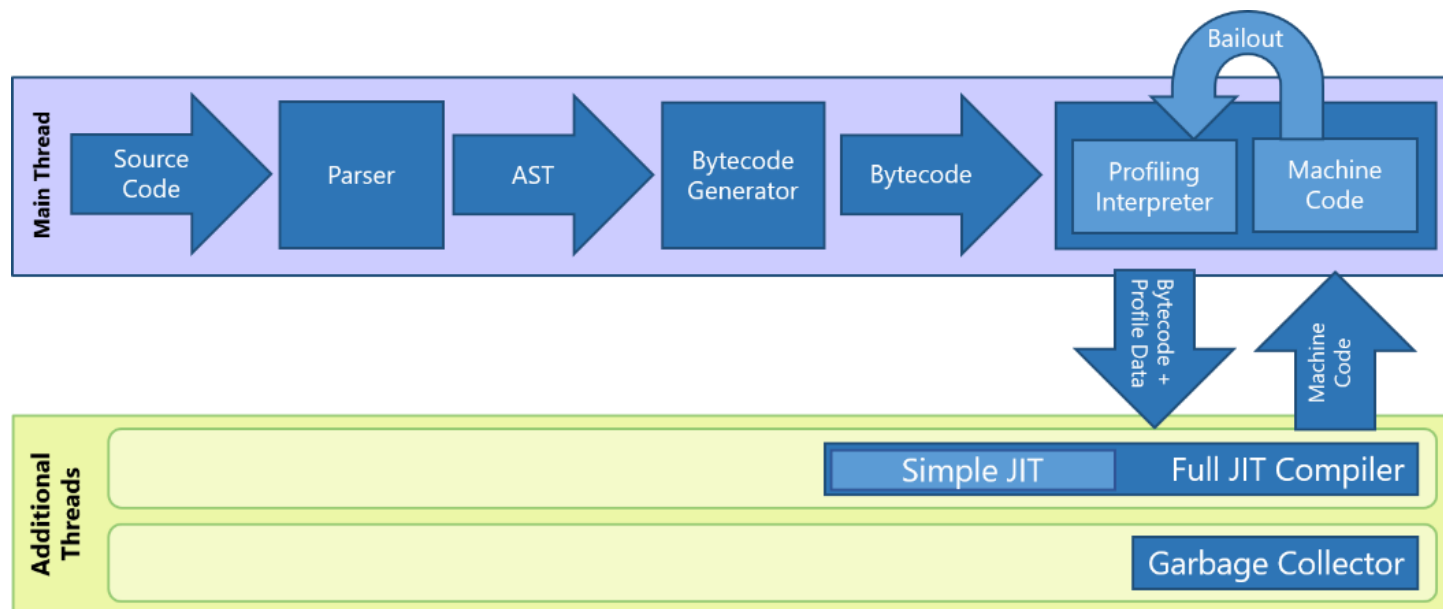 Bailout
Main Thread
Source
Code
Parser
AST
Bytecode
Generator
Bytecode
Profiling
Interpreter
Machine
Code
Bytecode +
Profile Data
Machine
Code
Additional
Threads
Simple JIT
Full JIT Compiler
Garbage Collector